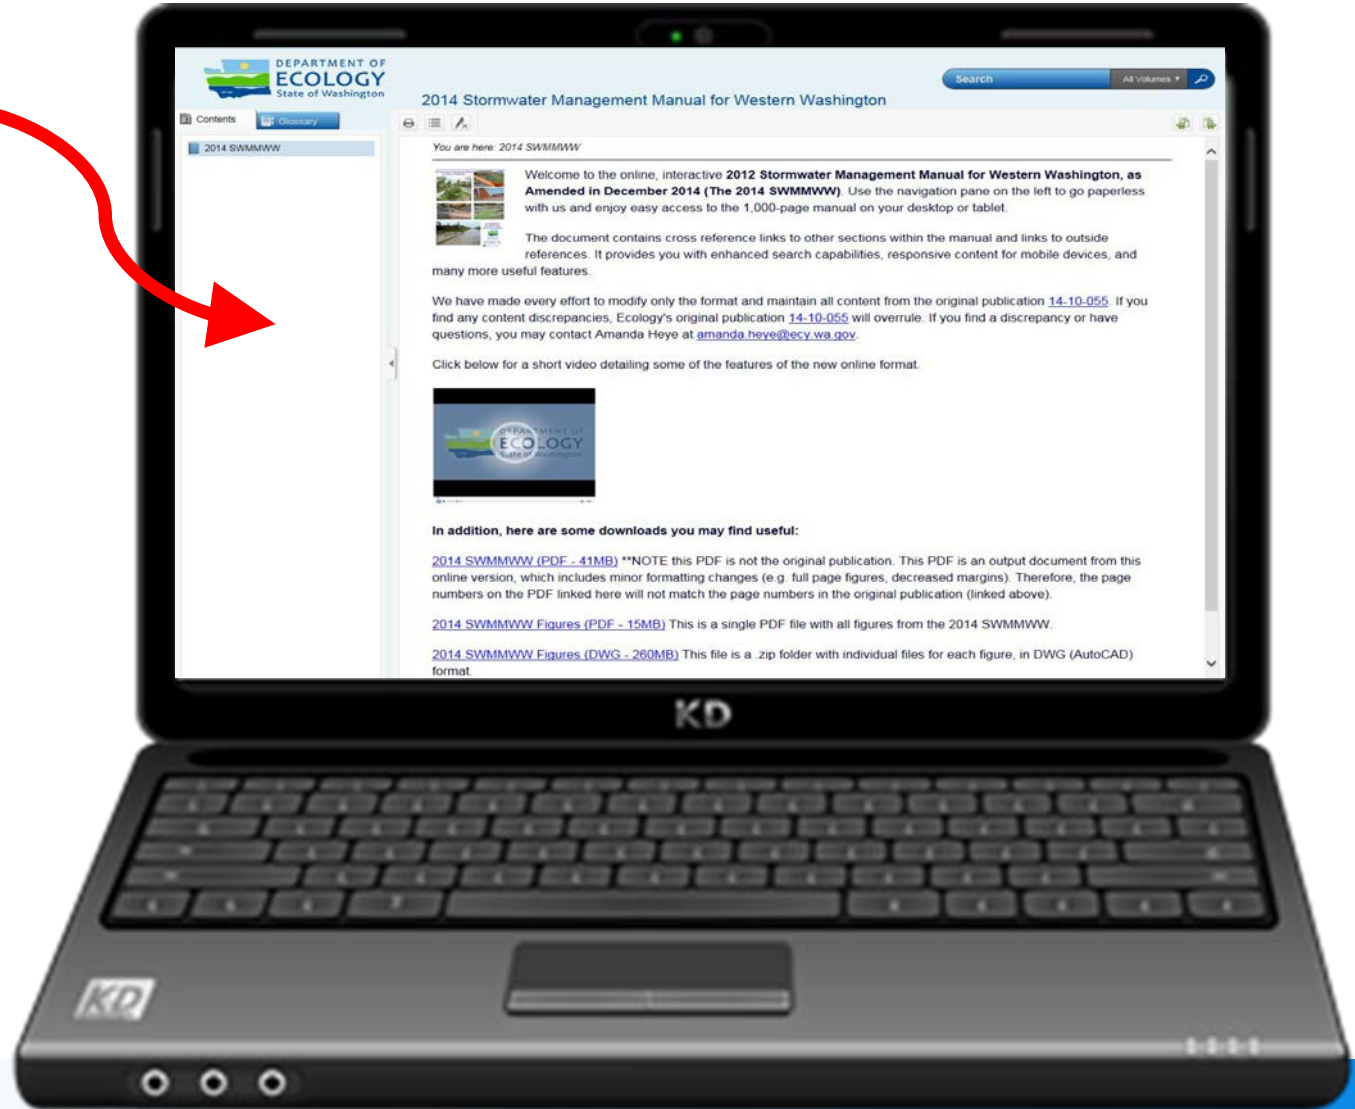 DEPARTMENT OF
ECOLOGY
State of Washington
Search
All Volumes
2014 Stormwater Management Manual for Western Washington
Contents
Glossary
2014 SWMMWW
You are here: 2014 SWMMWW
Welcome to the online, interactive 2012 Stormwater Management Manual for Western Washington, as
Amended in December 2014 (The 2014 SWMMWW). Use the navigation pane on the left to go paperless
with us and enjoy easy access to the 1,000-page manual on your desktop or tablet.
The document contains cross reference links to other sections within the manual and links to outside
references. It provides you with enhanced search capabilities, responsive content for mobile devices, and
many more useful features.
We have made every effort to modify only the format and maintain all content from the original publication 14-10-055. If you
find any content discrepancies, Ecology's original publication 14-10-055 will overrule. If you find a discrepancy or have
questions, you may contact Amanda Heye at amanda.heye@ecy.wa.gov.
Click below for a short video detailing some of the features of the new online format.
DEPARTMENT OF
ECOLOGY
State of Washington
In addition, here are some downloads you may find useful:
2014 SWMMWW (PDF - 41MB) **NOTE this PDF is not the original publication. This PDF is an output document from this
online version, which includes minor formatting changes (e.g. full page figures, decreased margins). Therefore, the page
numbers on the PDF linked here will not match the page numbers in the original publication (linked above).
2014 SWMMWW Figures (PDF - 15MB) This is a single PDF file with all figures from the 2014 SWMMWW.
2014 SWMMWW Figures (DWG - 260MB) This file is a .zip folder with individual files for each figure, in DWG (AutoCAD)
format.
KD
KD